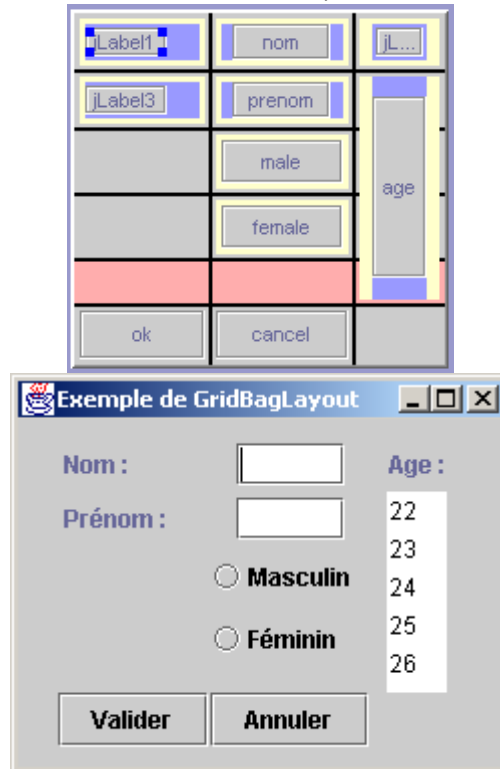 jLabel1 nom jL...
jLabel3 prenom
male
age
female
ok cancel
Exemple de GridBagLayout
Nom : Age :
Prénom : 22
23
Masculin 24
Féminin 25
26
Valider Annuler